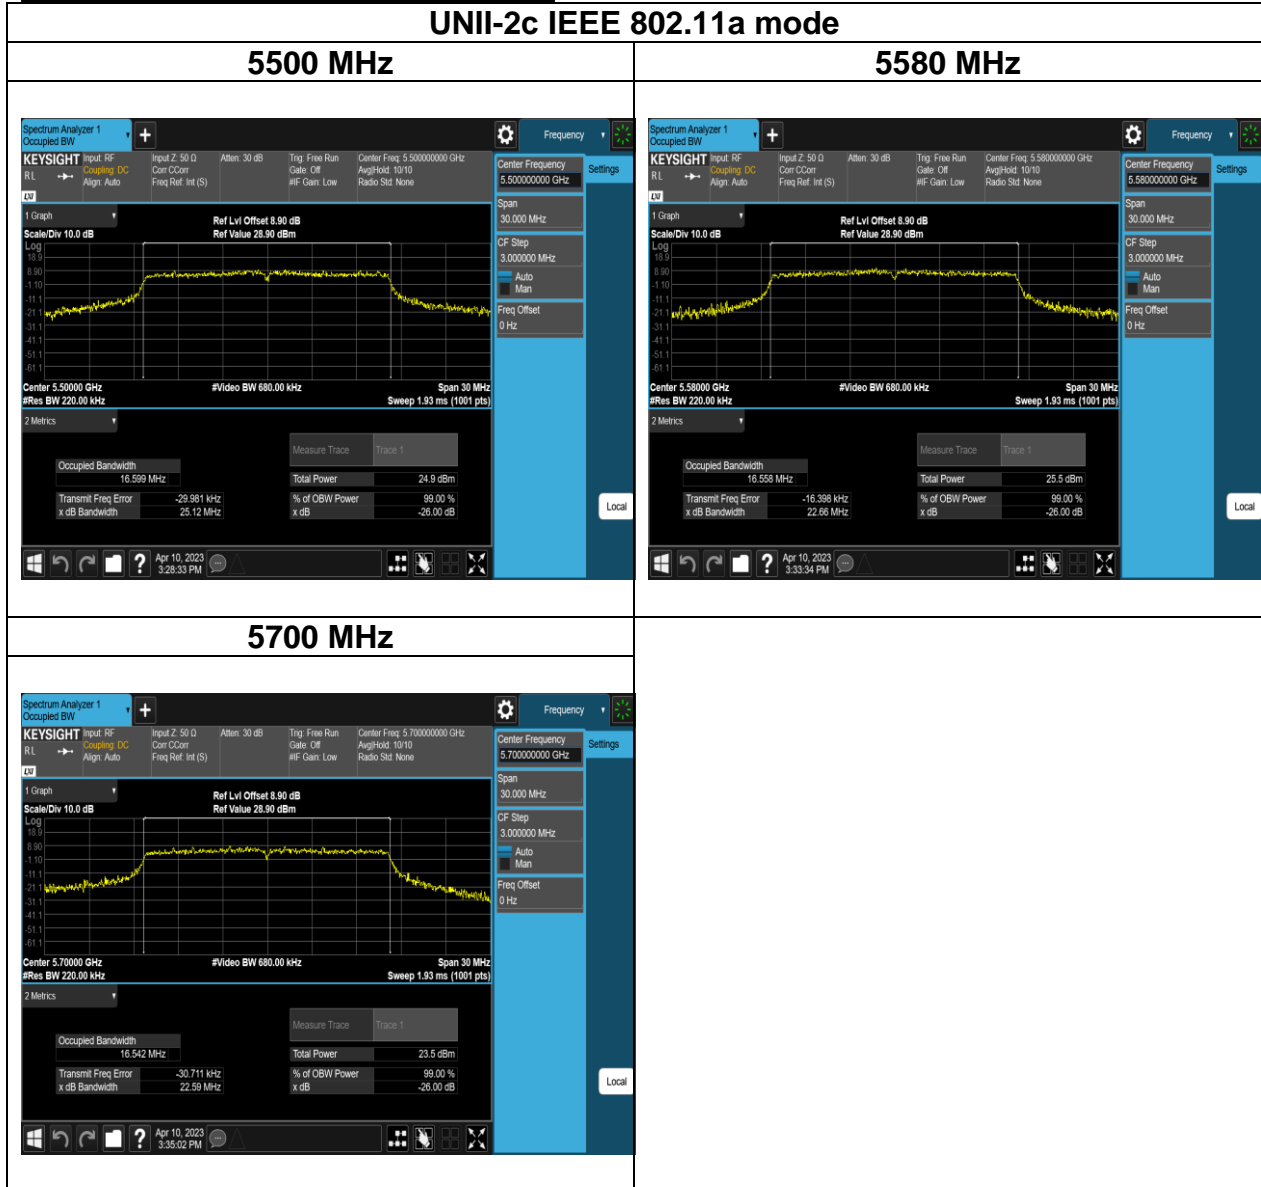 UNII-2c IEEE 802.11a mode
5500 MHz
5580 MHz
Spectrum Analyzer 1
Occupied BW
+
Frequency
KEYSIGHT
RL
LXI
Input: RF
Coupling: DC
Align: Auto
Input Z: 50 Ω
Corr CCorr
Freq Ref: Int (S)
Atten: 30 dB
Trig: Free Run
Gate: Off
#IF Gain: Low
Center Freq: 5.500000000 GHz
Avg|Hold: 10/10
Radio Std: None
Center Frequency
5.500000000 GHz
Settings
Span
30.000 MHz
CF Step
3.000000 MHz
Auto
Man
Freq Offset
0 Hz
1 Graph
Scale/Div 10.0 dB
Ref Lvl Offset 8.90 dB
Ref Value 28.90 dBm
Log
18.9
8.90
-1.10
-11.1
-21.1
-31.1
-41.1
-51.1
-61.1
Center 5.50000 GHz
#Video BW 680.00 kHz
Span 30 MHz
#Res BW 220.00 kHz
Sweep 1.93 ms (1001 pts)
2 Metrics
Measure Trace
Trace 1
Occupied Bandwidth
16.599 MHz
Total Power
24.9 dBm
Transmit Freq Error
-29.981 kHz
% of OBW Power
99.00 %
x dB Bandwidth
25.12 MHz
x dB
-26.00 dB
Local
?
Apr 10, 2023
3:28:33 PM
Spectrum Analyzer 1
Occupied BW
+
Frequency
KEYSIGHT
RL
LXI
Input: RF
Coupling: DC
Align: Auto
Input Z: 50 Ω
Corr CCorr
Freq Ref: Int (S)
Atten: 30 dB
Trig: Free Run
Gate: Off
#IF Gain: Low
Center Freq: 5.580000000 GHz
Avg|Hold: 10/10
Radio Std: None
Center Frequency
5.580000000 GHz
Settings
Span
30.000 MHz
CF Step
3.000000 MHz
Auto
Man
Freq Offset
0 Hz
1 Graph
Scale/Div 10.0 dB
Ref Lvl Offset 8.90 dB
Ref Value 28.90 dBm
Log
18.9
8.90
-1.10
-11.1
-21.1
-31.1
-41.1
-51.1
-61.1
Center 5.58000 GHz
#Video BW 680.00 kHz
Span 30 MHz
#Res BW 220.00 kHz
Sweep 1.93 ms (1001 pts)
2 Metrics
Measure Trace
Trace 1
Occupied Bandwidth
16.558 MHz
Total Power
25.5 dBm
Transmit Freq Error
-16.398 kHz
% of OBW Power
99.00 %
x dB Bandwidth
22.66 MHz
x dB
-26.00 dB
Local
?
Apr 10, 2023
3:33:34 PM
5700 MHz
Spectrum Analyzer 1
Occupied BW
+
Frequency
KEYSIGHT
RL
LXI
Input: RF
Coupling: DC
Align: Auto
Input Z: 50 Ω
Corr CCorr
Freq Ref: Int (S)
Atten: 30 dB
Trig: Free Run
Gate: Off
#IF Gain: Low
Center Freq: 5.700000000 GHz
Avg|Hold: 10/10
Radio Std: None
Center Frequency
5.700000000 GHz
Settings
Span
30.000 MHz
CF Step
3.000000 MHz
Auto
Man
Freq Offset
0 Hz
1 Graph
Scale/Div 10.0 dB
Ref Lvl Offset 8.90 dB
Ref Value 28.90 dBm
Log
18.9
8.90
-1.10
-11.1
-21.1
-31.1
-41.1
-51.1
-61.1
Center 5.70000 GHz
#Video BW 680.00 kHz
Span 30 MHz
#Res BW 220.00 kHz
Sweep 1.93 ms (1001 pts)
2 Metrics
Measure Trace
Trace 1
Occupied Bandwidth
16.542 MHz
Total Power
23.5 dBm
Transmit Freq Error
-30.711 kHz
% of OBW Power
99.00 %
x dB Bandwidth
22.59 MHz
x dB
-26.00 dB
Local
?
Apr 10, 2023
3:35:02 PM